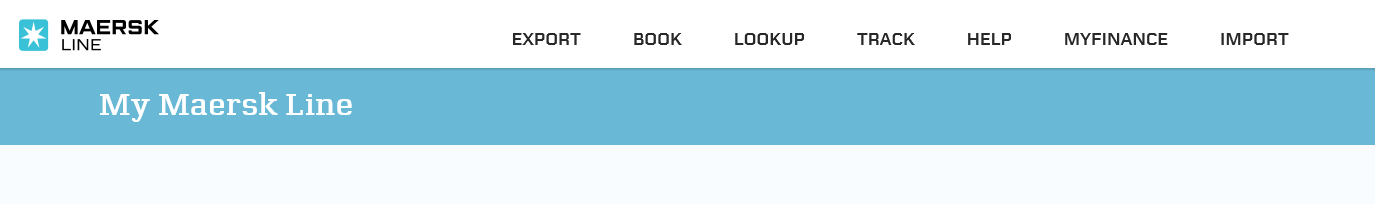 MAERSK
LINE
EXPORT BOOK LOOKUP TRACK HELP MYFINANCE IMPORT
My Maersk Line